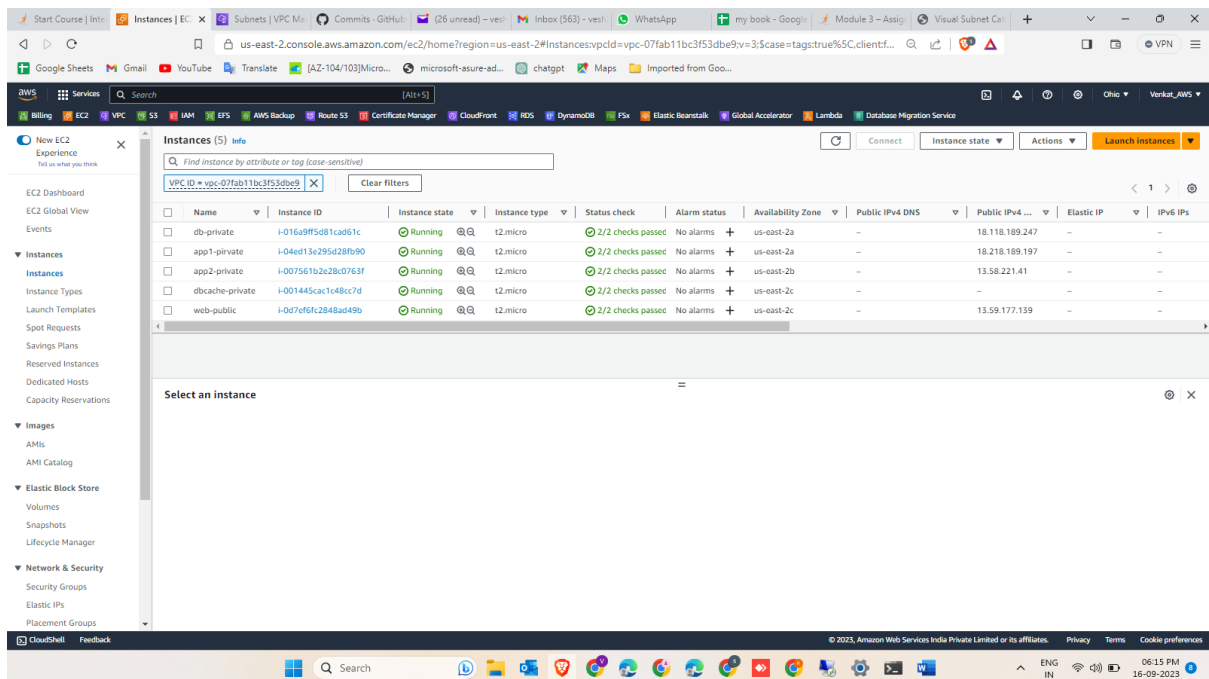 Start Course | Inte
Instances | EC
Subnets | VPC Ma
Commits · GitHub
(26 unread) – vesh
Inbox (563) - vesh
WhatsApp
my book - Google
Module 3 – Assig
Visual Subnet Cal
us-east-2.console.aws.amazon.com/ec2/home?region=us-east-2#Instances:vpcId=vpc-07fab11bc3f53dbe9;v=3;$case=tags:true%5C,client:f...
VPN
Google Sheets Gmail YouTube Translate [AZ-104/103]Micro... microsoft-asure-ad... chatgpt Maps Imported from Goo...
aws Services Search [Alt+S] Ohio Venkat_AWS
Billing EC2 VPC S3 IAM EFS AWS Backup Route 53 Certificate Manager CloudFront RDS DynamoDB FSx Elastic Beanstalk Global Accelerator Lambda Database Migration Service
New EC2
Experience
Tell us what you think
EC2 Dashboard
EC2 Global View
Events
Instances
Instances
Instance Types
Launch Templates
Spot Requests
Savings Plans
Reserved Instances
Dedicated Hosts
Capacity Reservations
Images
AMIs
AMI Catalog
Elastic Block Store
Volumes
Snapshots
Lifecycle Manager
Network & Security
Security Groups
Elastic IPs
Placement Groups
Instances (5) Info Connect Instance state Actions Launch instances
Find instance by attribute or tag (case-sensitive)
VPC ID = vpc-07fab11bc3f53dbe9 Clear filters
1
Name Instance ID Instance state Instance type Status check Alarm status Availability Zone Public IPv4 DNS Public IPv4 ... Elastic IP IPv6 IPs
db-private i-016a9ff5d81cad61c Running t2.micro 2/2 checks passed No alarms + us-east-2a – 18.118.189.247 – –
app1-pirvate i-04ed13e295d28fb90 Running t2.micro 2/2 checks passed No alarms + us-east-2a – 18.218.189.197 – –
app2-private i-007561b2e28c0763f Running t2.micro 2/2 checks passed No alarms + us-east-2b – 13.58.221.41 – –
dbcache-private i-001445cac1c48cc7d Running t2.micro 2/2 checks passed No alarms + us-east-2c – – – –
web-public i-0d7ef6fc2848ad49b Running t2.micro 2/2 checks passed No alarms + us-east-2c – 13.59.177.139 – –
Select an instance
CloudShell Feedback © 2023, Amazon Web Services India Private Limited or its affiliates. Privacy Terms Cookie preferences
Search
ENG
IN
06:15 PM
16-09-2023
8